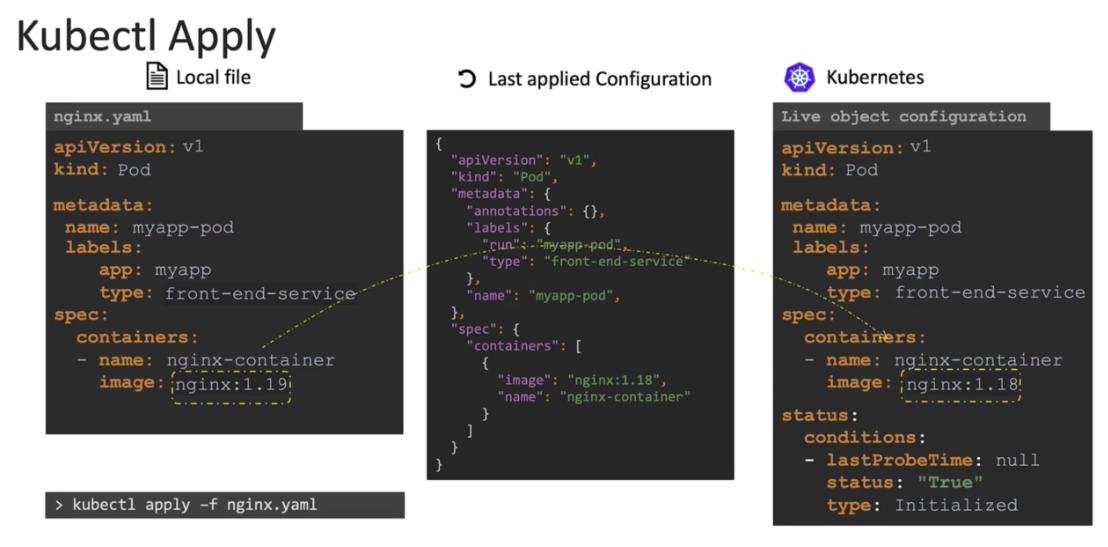 Kubectl Apply
Local file
nginx.yaml
apiVersion: v1
kind: Pod
metadata:
name: myapp-pod
labels:
app: myapp
type: front-end-service
spec:
containers:
- name: nginx-container
image: nginx:1.19
> kubectl apply –f nginx.yaml
Last applied Configuration
{
"apiVersion": "v1",
"kind": "Pod",
"metadata": {
"annotations": {},
"labels": {
"run": "myapp-pod",
"type": "front-end-service"
},
"name": "myapp-pod",
},
"spec": {
"containers": [
{
"image": "nginx:1.18",
"name": "nginx-container"
}
]
}
}
Kubernetes
Live object configuration
apiVersion: v1
kind: Pod
metadata:
name: myapp-pod
labels:
app: myapp
type: front-end-service
spec:
containers:
- name: nginx-container
image: nginx:1.18
status:
conditions:
- lastProbeTime: null
status: "True"
type: Initialized